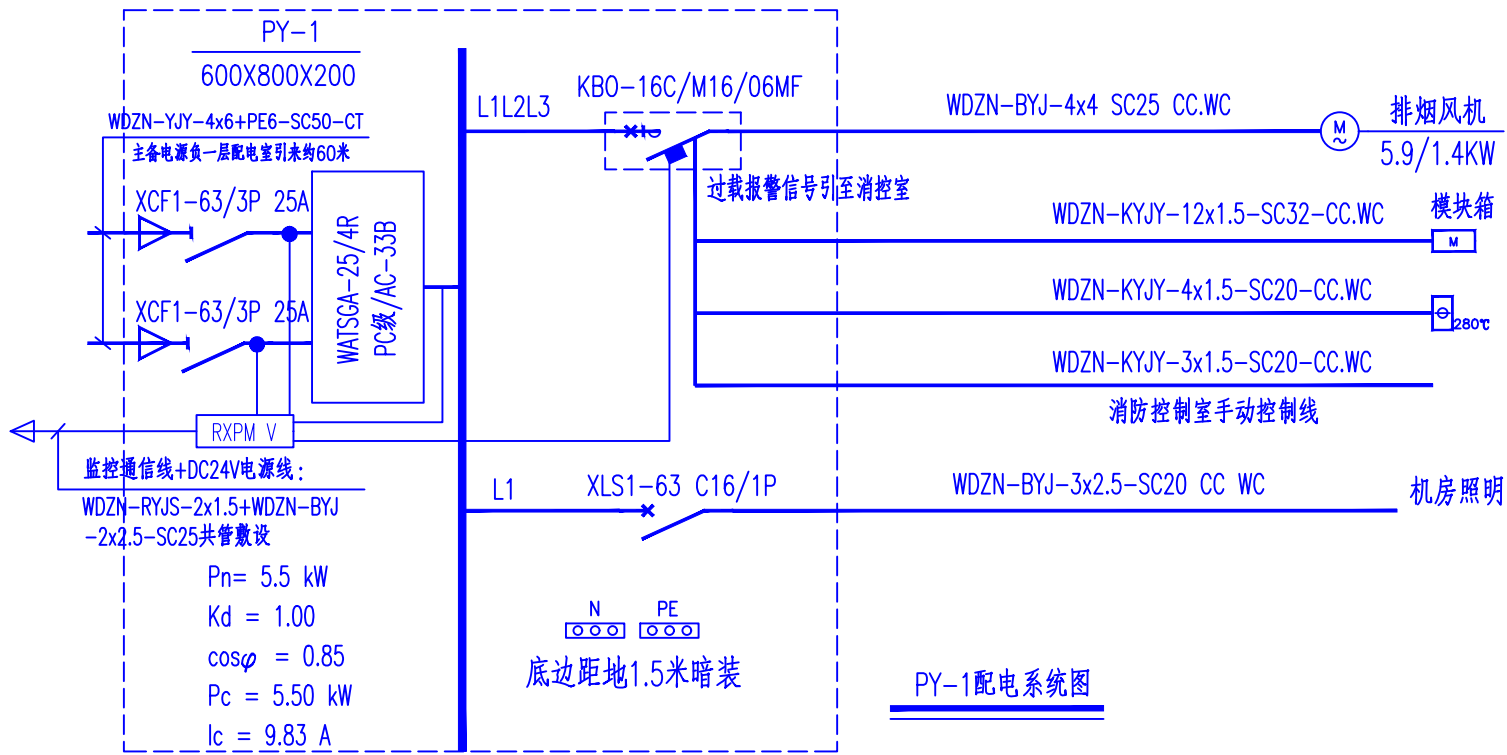 PY-1
600X800X200
WDZN-YJY-4x6+PE6-SC50-CT
主备电源负一层配电室引来约60米
XCF1-63/3P 25A
XCF1-63/3P 25A
WATSGA-25/4R
PC级/AC-33B
RXPM V
监控通信线+DC24V电源线：
WDZN-RYJS-2x1.5+WDZN-BYJ
-2x2.5-SC25共管敷设
Pn= 5.5 kW
Kd = 1.00
cosφ = 0.85
Pc = 5.50 kW
Ic = 9.83 A
L1L2L3
KBO-16C/M16/06MF
WDZN-BYJ-4x4 SC25 CC.WC
M
~
排烟风机
5.9/1.4KW
过载报警信号引至消控室
WDZN-KYJY-12x1.5-SC32-CC.WC
模块箱
M
WDZN-KYJY-4x1.5-SC20-CC.WC
280℃
WDZN-KYJY-3x1.5-SC20-CC.WC
消防控制室手动控制线
L1
XLS1-63 C16/1P
WDZN-BYJ-3x2.5-SC20 CC WC
机房照明
N
PE
底边距地1.5米暗装
PY-1配电系统图